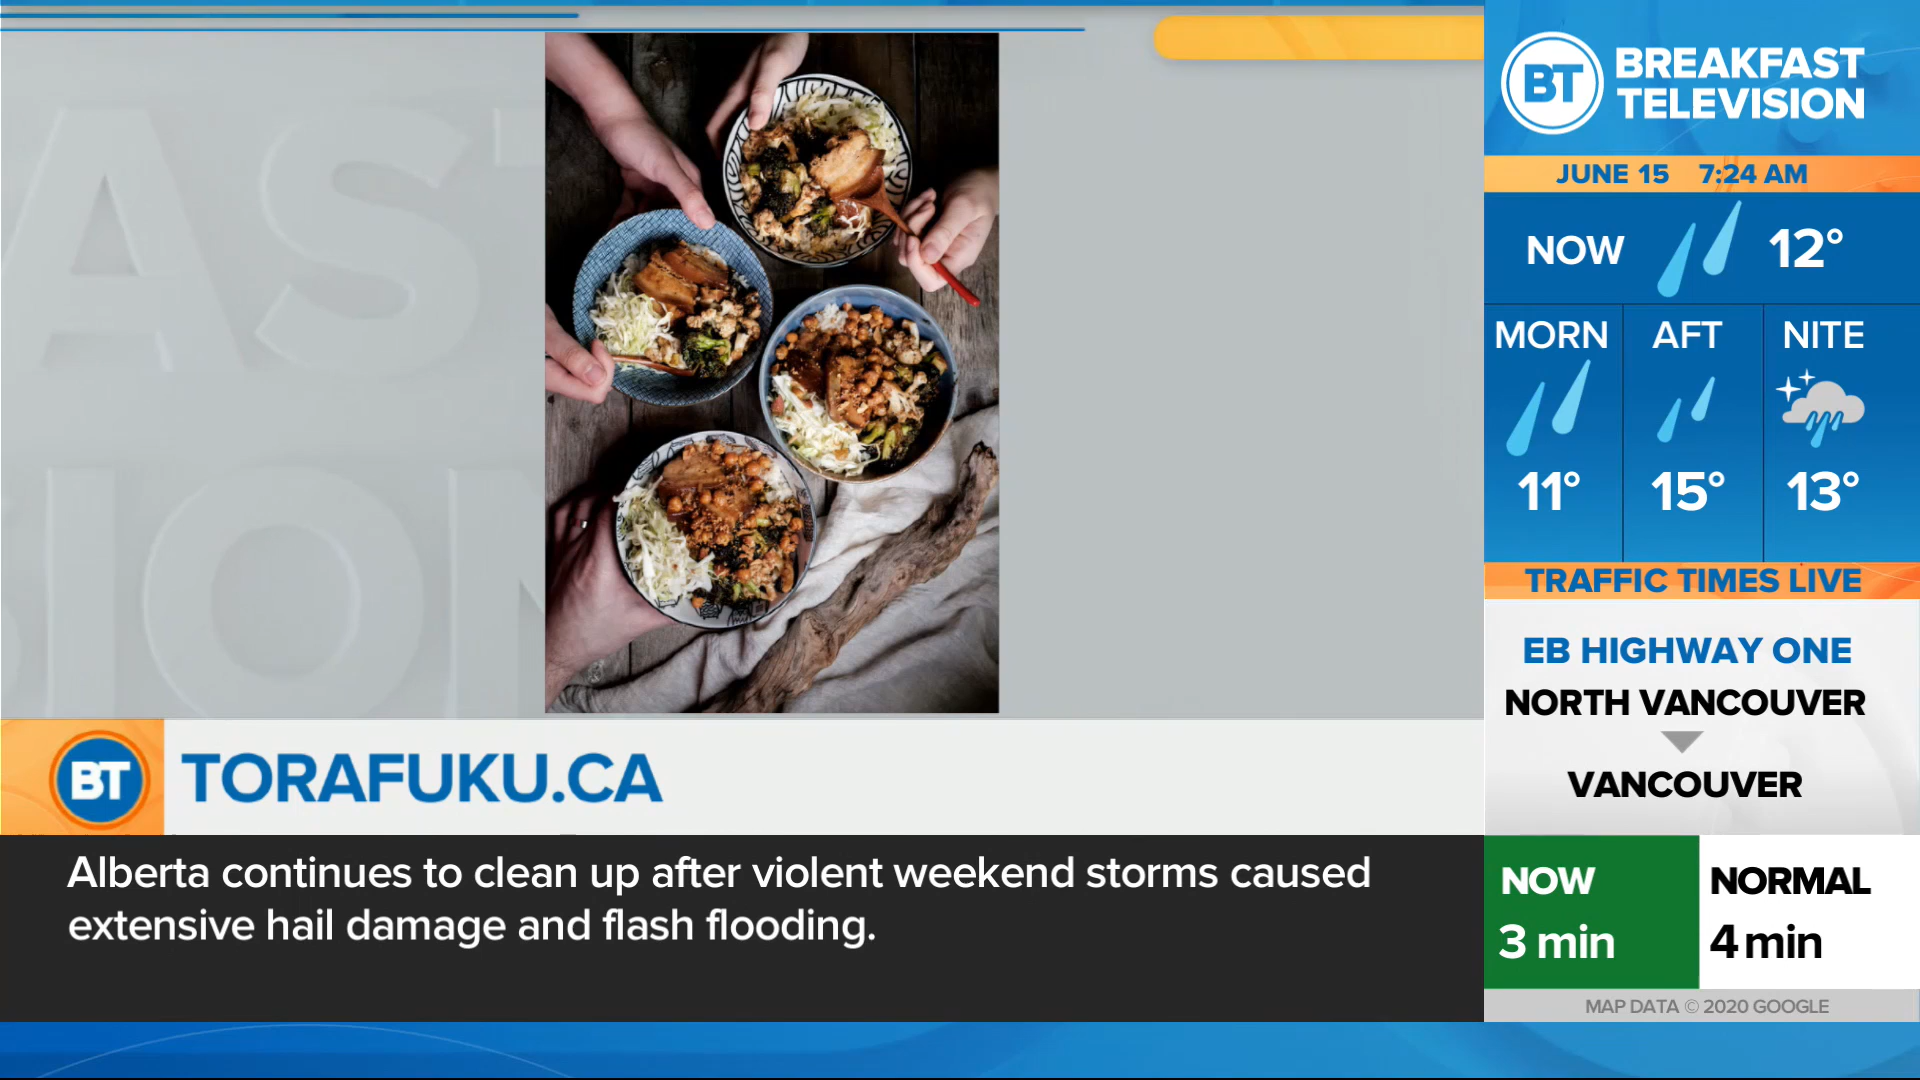 AST
SION
BT
BREAKFAST
TELEVISION
JUNE 15 7:24 AM
NOW 12°
MORN AFT NITE
11° 15° 13°
TRAFFIC TIMES LIVE
EB HIGHWAY ONE
NORTH VANCOUVER
VANCOUVER
NOW NORMAL
3 min 4 min
MAP DATA © 2020 GOOGLE
BT
TORAFUKU.CA
Alberta continues to clean up after violent weekend storms caused
extensive hail damage and flash flooding.